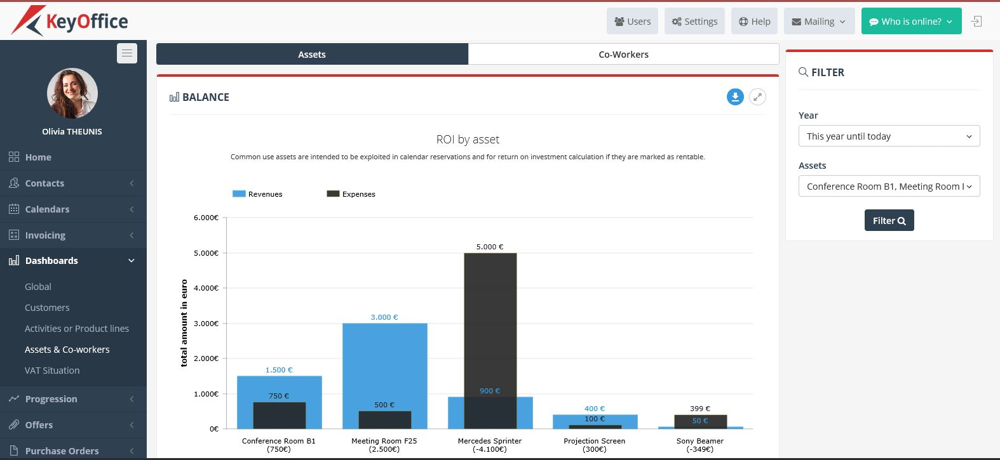 KeyOffice
Users
Settings
Help
Mailing
Who is online?
Olivia THEUNIS
Home
Contacts
Calendars
Invoicing
Dashboards
Global
Customers
Activities or Product lines
Assets & Co-workers
VAT Situation
Progression
Offers
Purchase Orders
Assets
Co-Workers
BALANCE
ROI by asset
Common use assets are intended to be exploited in calendar reservations and for return on investment calculation if they are marked as rentable.
Revenues
Expenses
total amount in euro
6.000€
5.000€
4.000€
3.000€
2.000€
1.000€
0€
1.500 €
750 €
3.000 €
500 €
5.000 €
900 €
400 €
100 €
399 €
50 €
Conference Room B1
(750€)
Meeting Room F25
(2.500€)
Mercedes Sprinter
(-4.100€)
Projection Screen
(300€)
Sony Beamer
(-349€)
FILTER
Year
This year until today
Assets
Conference Room B1, Meeting Room
Filter